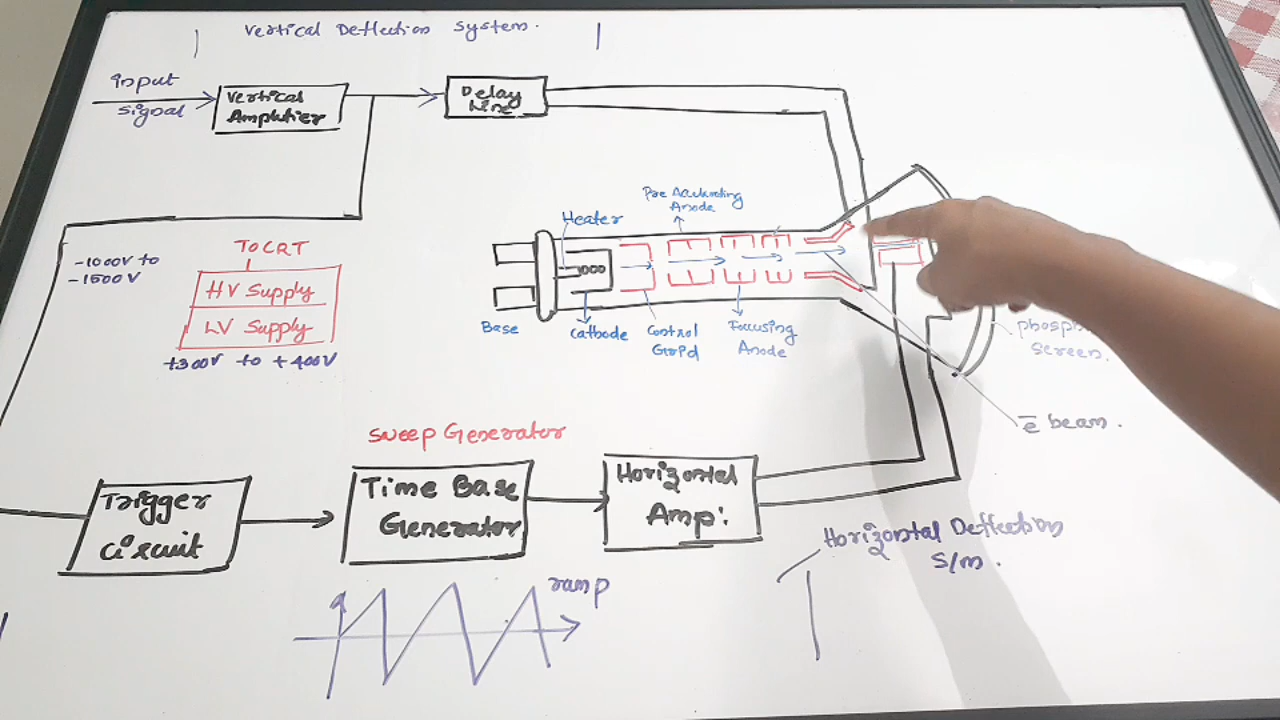 Vertical Deflection System.
Input
signal
Vertical
Amplifier
Delay
Line
Pre Accelerating
Anode
Heater
TO CRT
-1000V to
-1500 V
HV Supply
LV Supply
+300V to +400V
Base
Cathode
Control
Grid
Focusing
Anode
screen.
ē beam.
Sweep Generator
Trigger
Circuit
Time Base
Generator
Horizontal
Amp:
Horizontal Deflection
S/m.
ramp